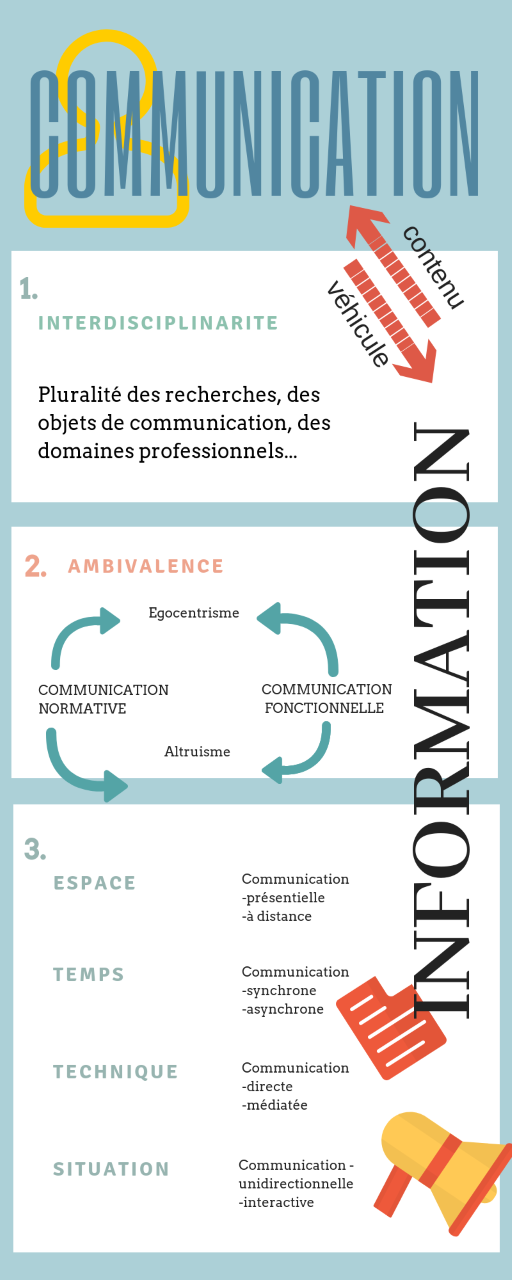 COMMUNICATION
contenu
véhicule
1.
INTERDISCIPLINARITE
Pluralité des recherches, des
objets de communication, des
domaines professionnels...
INFORMATION
2. AMBIVALENCE
Egocentrisme
COMMUNICATION
NORMATIVE
COMMUNICATION
FONCTIONNELLE
Altruisme
3.
ESPACE
Communication
-présentielle
-à distance
TEMPS
Communication
-synchrone
-asynchrone
TECHNIQUE
Communication
-directe
-médiatée
SITUATION
Communication -
unidirectionnelle
-interactive